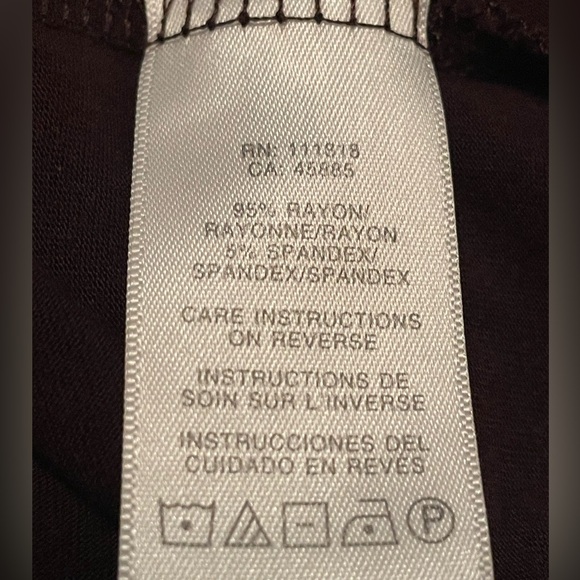 RN: 111818
CA: 45885
95% RAYON/
RAYONNE/RAYON
5% SPANDEX/
SPANDEX/SPANDEX
CARE INSTRUCTIONS
ON REVERSE
INSTRUCTIONS DE
SOIN SUR L'INVERSE
INSTRUCCIONES DEL
CUIDADO EN REVÉS
P